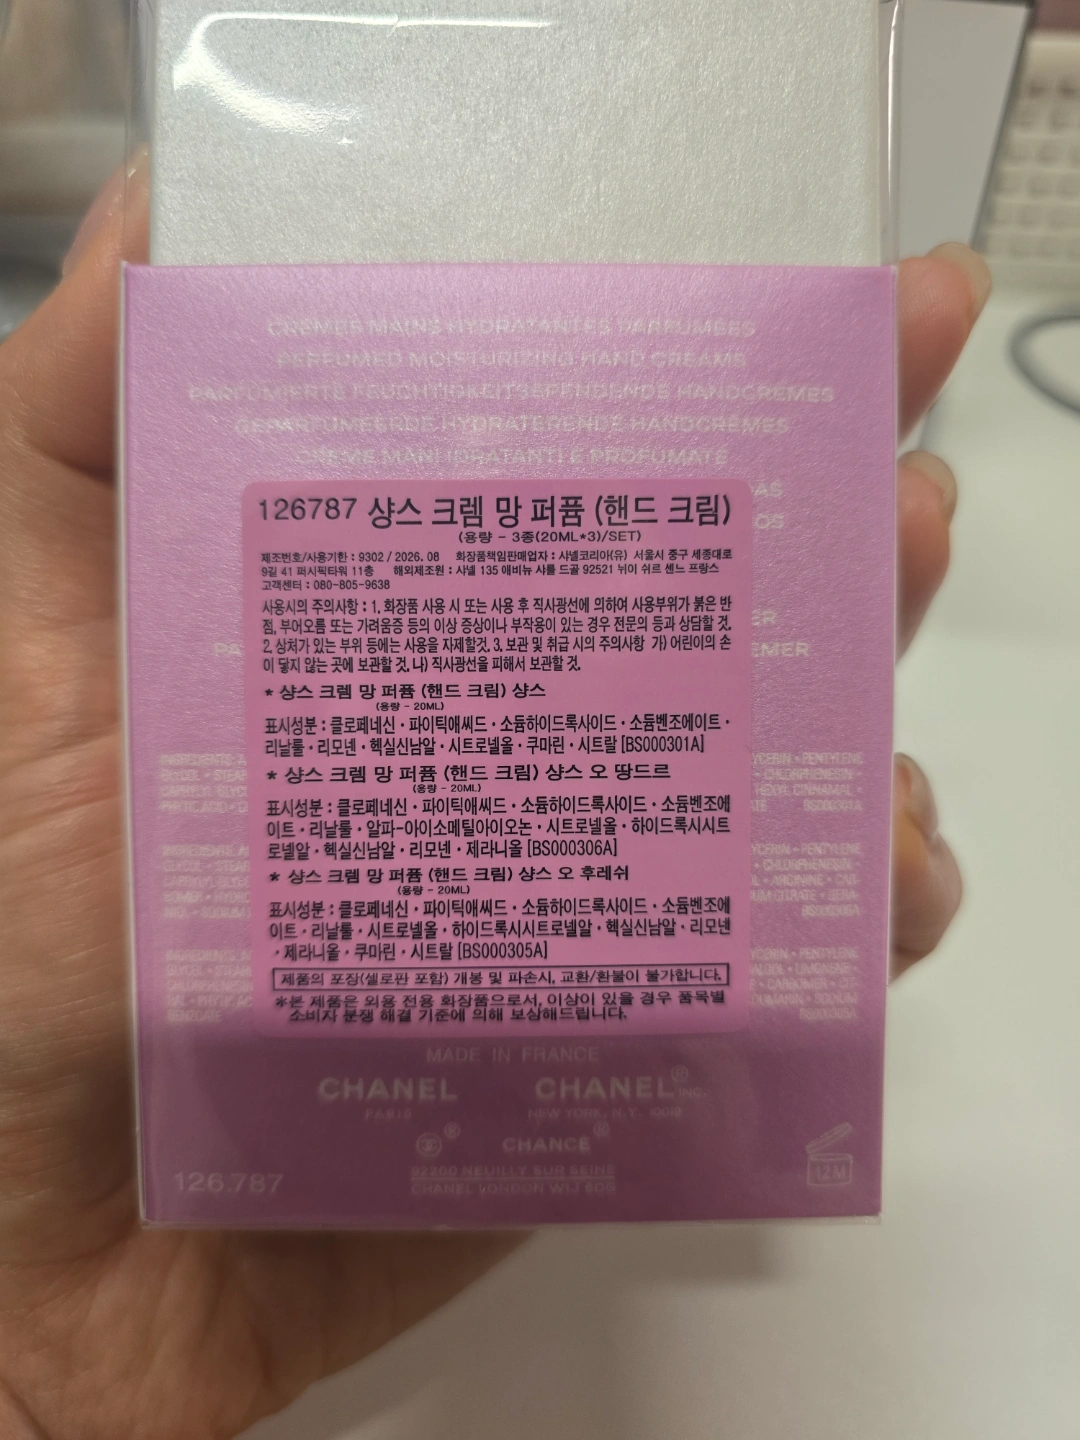 CRÈMES MAINS HYDRATANTES PARFUMÉES
PERFUMED MOISTURIZING HAND CREAMS
PARFUMIERTE FEUCHTIGKEITSSPENDENDE HANDCREMES
GEPARFUMEERDE HYDRATERENDE HANDCRÈMES
CREME MANI IDRATANTI E PROFUMATE
126787 샹스 크렘 망 퍼퓸 (핸드 크림)
(용량 - 3종(20ML*3)/SET)
제조번호/사용기한 : 9302 / 2026. 08 화장품책임판매업자 : 샤넬코리아(유) 서울시 중구 세종대로
9길 41 퍼시픽타워 11층 해외제조원 : 샤넬 135 애비뉴 샤를 드골 92521 뉘이 쉬르 센느 프랑스
고객센터 : 080-805-9638
사용시의 주의사항 : 1. 화장품 사용 시 또는 사용 후 직사광선에 의하여 사용부위가 붉은 반
점, 부어오름 또는 가려움증 등의 이상 증상이나 부작용이 있는 경우 전문의 등과 상담할 것.
2. 상처가 있는 부위 등에는 사용을 자제할것. 3. 보관 및 취급 시의 주의사항 가) 어린이의 손
이 닿지 않는 곳에 보관할 것. 나) 직사광선을 피해서 보관할 것.
* 샹스 크렘 망 퍼퓸 (핸드 크림) 샹스
(용량 - 20ML)
표시성분 : 클로페네신 · 파이틱애씨드 · 소듐하이드록사이드 · 소듐벤조에이트 ·
리날룰 · 리모넨 · 헥실신남알 · 시트로넬올 · 쿠마린 · 시트랄 [BS000301A]
* 샹스 크렘 망 퍼퓸 (핸드 크림) 샹스 오 땅드르
(용량 - 20ML)
표시성분 : 클로페네신 · 파이틱애씨드 · 소듐하이드록사이드 · 소듐벤조에
이트 · 리날룰 · 알파-아이소메틸아이오논 · 시트로넬올 · 하이드록시시트
로넬알 · 헥실신남알 · 리모넨 · 제라니올 [BS000306A]
* 샹스 크렘 망 퍼퓸 (핸드 크림) 샹스 오 후레쉬
(용량 - 20ML)
표시성분 : 클로페네신 · 파이틱애씨드 · 소듐하이드록사이드 · 소듐벤조에
이트 · 리날룰 · 시트로넬올 · 하이드록시시트로넬알 · 헥실신남알 · 리모넨
· 제라니올 · 쿠마린 · 시트랄 [BS000305A]
제품의 포장(셀로판 포함) 개봉 및 파손시, 교환/환불이 불가합니다.
*본 제품은 외용 전용 화장품으로서, 이상이 있을 경우 품목별
소비자 분쟁 해결 기준에 의해 보상해드립니다.
MADE IN FRANCE
CHANEL CHANEL® INC.
PARIS NEW YORK, N.Y. 10019
® CHANCE®
92200 NEUILLY SUR SEINE
CHANEL LONDON W1J 6DG
126.787
12M